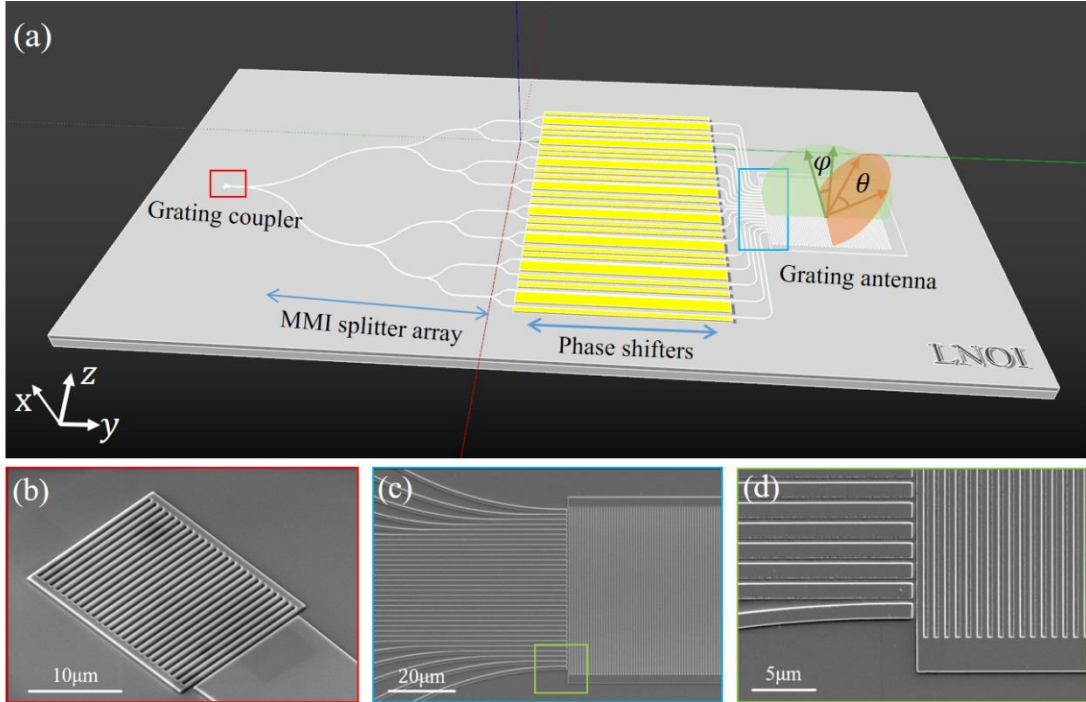 (a)
φ
θ
Grating coupler
Grating antenna
MMI splitter array
Phase shifters
LNOI
z
x
y
(b)
10μm
(c)
20μm
(d)
5μm